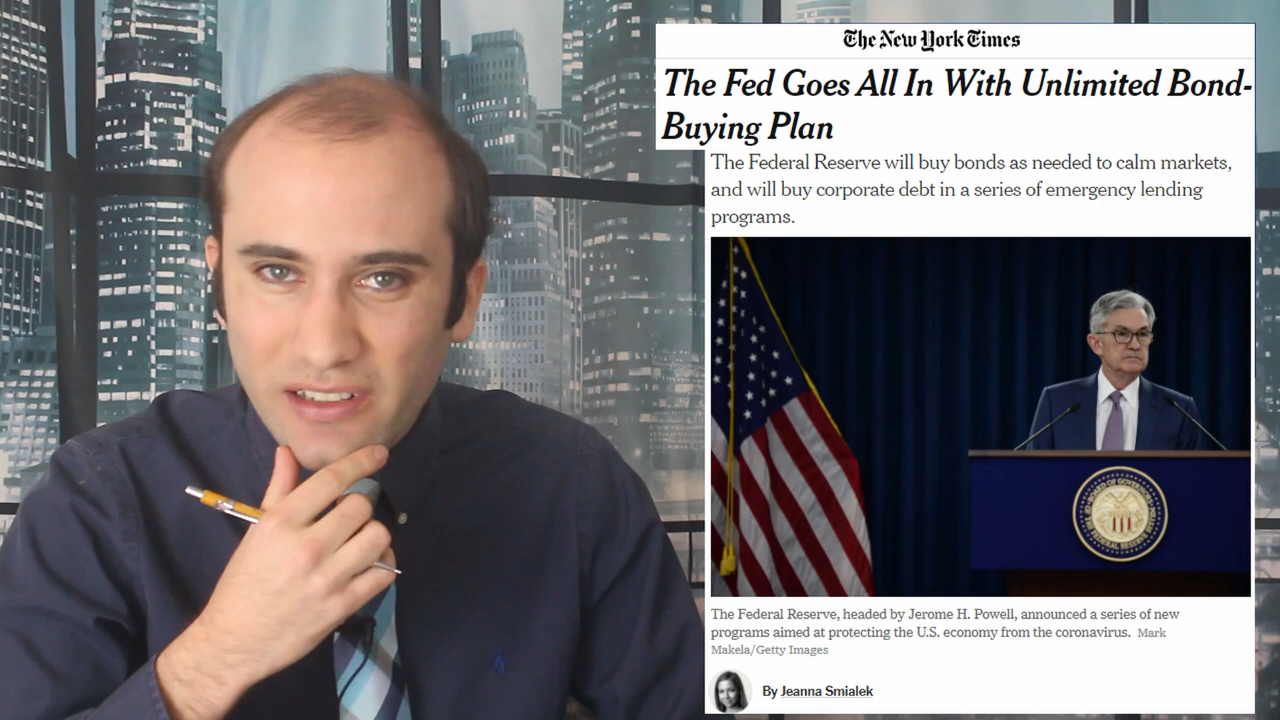 The New York Times
The Fed Goes All In With Unlimited Bond-
Buying Plan
The Federal Reserve will buy bonds as needed to calm markets,
and will buy corporate debt in a series of emergency lending
programs.
The Federal Reserve, headed by Jerome H. Powell, announced a series of new
programs aimed at protecting the U.S. economy from the coronavirus. Mark
Makela/Getty Images
By Jeanna Smialek